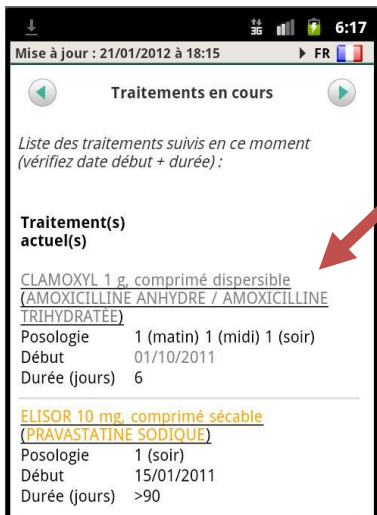 3G 6:17
Mise à jour : 21/01/2012 à 18:15 FR
Traitements en cours
Liste des traitements suivis en ce moment
(vérifiez date début + durée) :
Traitement(s)
actuel(s)
CLAMOXYL 1 g, comprimé dispersible
(AMOXICILLINE ANHYDRE / AMOXICILLINE
TRIHYDRATÉE)
Posologie 1 (matin) 1 (midi) 1 (soir)
Début 01/10/2011
Durée (jours) 6
ELISOR 10 mg, comprimé sécable
(PRAVASTATINE SODIQUE)
Posologie 1 (soir)
Début 15/01/2011
Durée (jours) >90